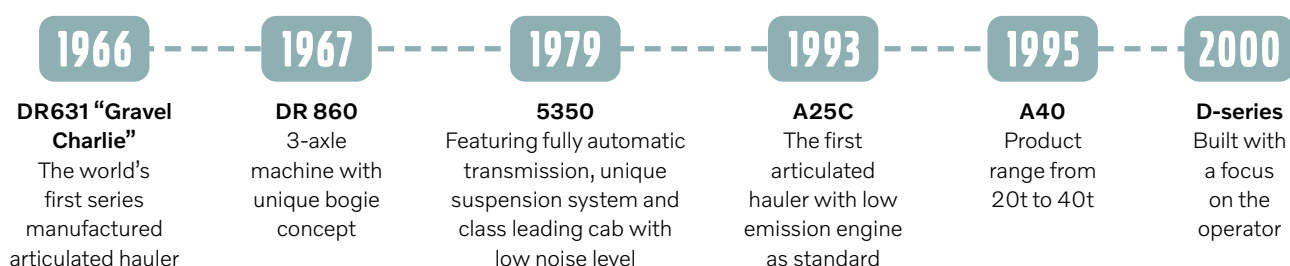 1966
DR631 “Gravel
Charlie”
The world’s
first series
manufactured
articulated hauler
1967
DR 860
3-axle
machine with
unique bogie
concept
1979
5350
Featuring fully automatic
transmission, unique
suspension system and
class leading cab with
low noise level
1993
A25C
The first
articulated
hauler with low
emission engine
as standard
1995
A40
Product
range from
20t to 40t
2000
D-series
Built with
a focus
on the
operator